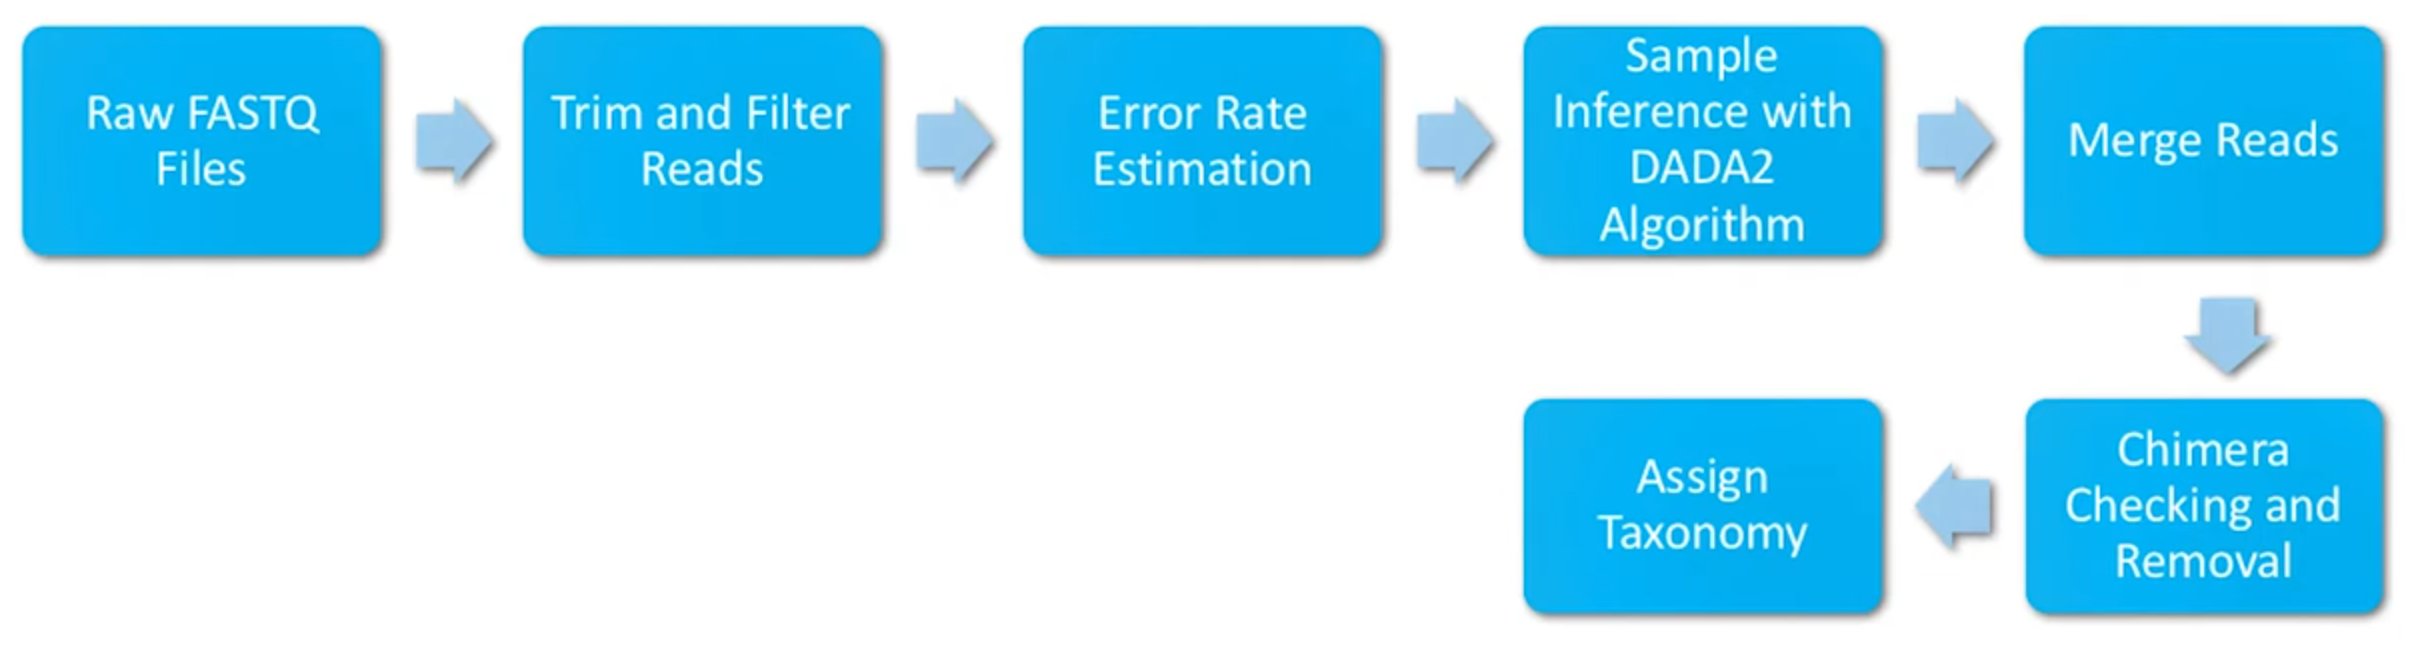 Raw FASTQ
Files
Trim and Filter
Reads
Error Rate
Estimation
Sample
Inference with
DADA2
Algorithm
Merge Reads
Chimera
Checking and
Removal
Assign
Taxonomy